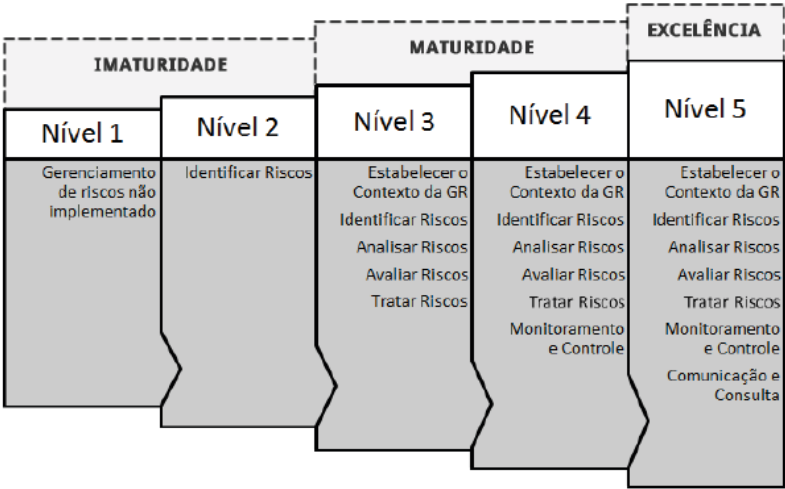 IMATURIDADE
MATURIDADE
EXCELÊNCIA
Nível 1
Gerenciamento
de riscos não
implementado
Nível 2
Identificar Riscos
Nível 3
Estabelecer o
Contexto da GR
Identificar Riscos
Analisar Riscos
Avaliar Riscos
Tratar Riscos
Nível 4
Estabelecer o
Contexto da GR
Identificar Riscos
Analisar Riscos
Avaliar Riscos
Tratar Riscos
Monitoramento
e Controle
Nível 5
Estabelecer o
Contexto da GR
Identificar Riscos
Analisar Riscos
Avaliar Riscos
Tratar Riscos
Monitoramento
e Controle
Comunicação e
Consulta